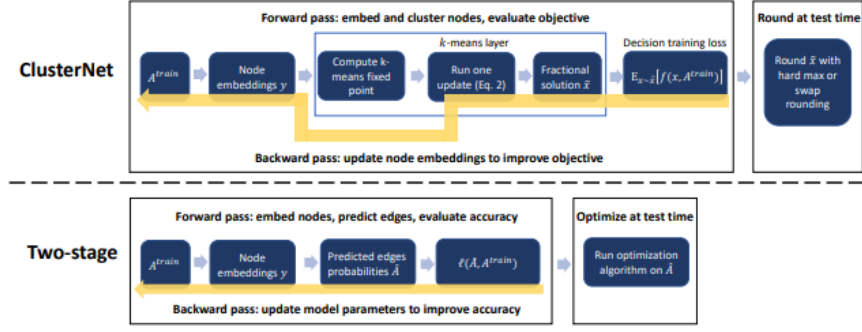 Forward pass: embed and cluster nodes, evaluate objective
Round at test time
ClusterNet
k-means layer
Decision training loss
A^{train}
Node
embeddings y
Compute k-
means fixed
point
Run one
update (Eq. 2)
Fractional
solution x̄
𝔼_{x∼x̄}[f(x, A^{train})]
Round x̄ with
hard max or
swap
rounding
Backward pass: update node embeddings to improve objective
Two-stage
Forward pass: embed nodes, predict edges, evaluate accuracy
Optimize at test time
A^{train}
Node
embeddings y
Predicted edges
probabilities Â
ℓ(Â, A^{train})
Run optimization
algorithm on Â
Backward pass: update model parameters to improve accuracy